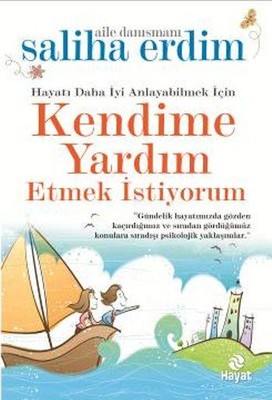 aile danışmanı
saliha erdim
Hayatı Daha İyi Anlayabilmek İçin
Kendime
Yardım
Etmek İstiyorum
"Gündelik hayatımızda gözden
kaçırdığımız ve sıradan gördüğümüz
konulara sıradışı psikolojik yaklaşımlar."
Hayat